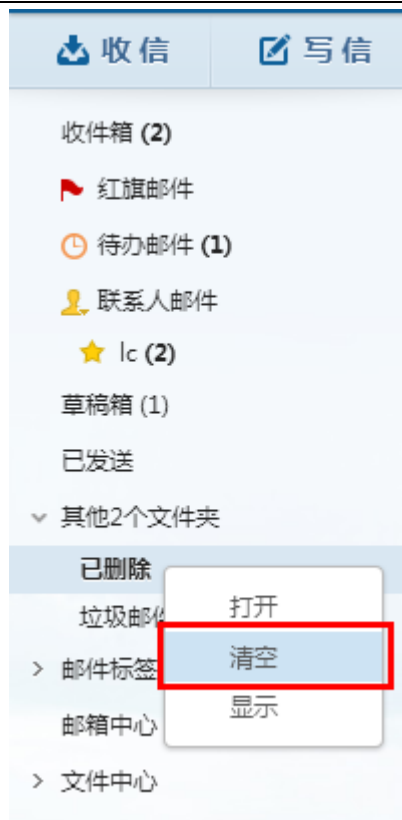 收信 写信
收件箱 (2)
红旗邮件
待办邮件 (1)
联系人邮件
lc (2)
草稿箱 (1)
已发送
其他2个文件夹
已删除
打开
垃圾邮件
清空
邮件标签
显示
邮箱中心
文件中心